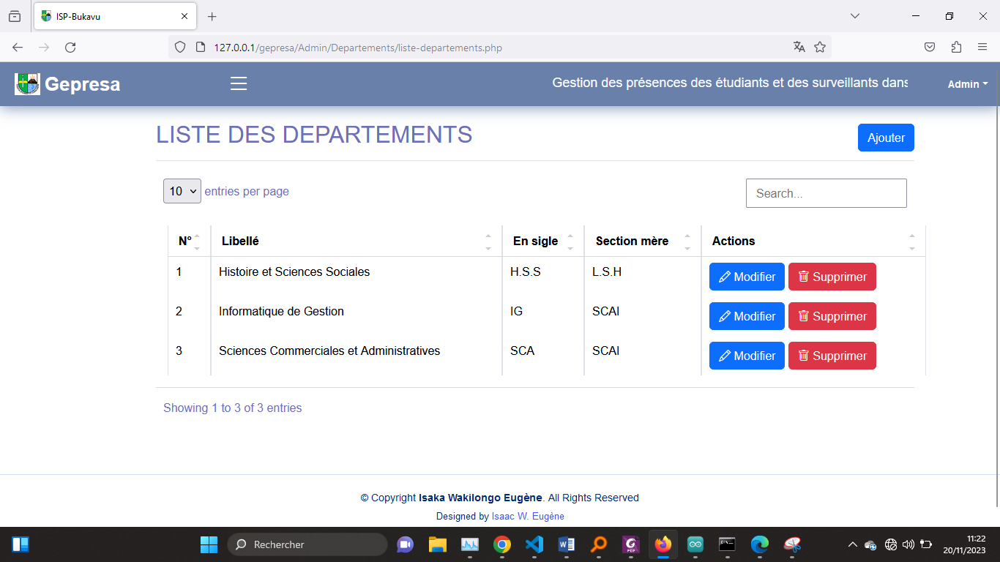 ISP-Bukavu
127.0.0.1/gepresa/Admin/Departements/liste-departements.php
Gepresa
Gestion des présences des étudiants et des surveillants dans
Admin
LISTE DES DEPARTEMENTS
Ajouter
10 entries per page
Search...
N° Libellé En sigle Section mère Actions
1 Histoire et Sciences Sociales H.S.S L.S.H Modifier Supprimer
2 Informatique de Gestion IG SCAI Modifier Supprimer
3 Sciences Commerciales et Administratives SCA SCAI Modifier Supprimer
Showing 1 to 3 of 3 entries
© Copyright Isaka Wakilongo Eugène. All Rights Reserved
Designed by Isaac W. Eugène
Rechercher
11:22
20/11/2023